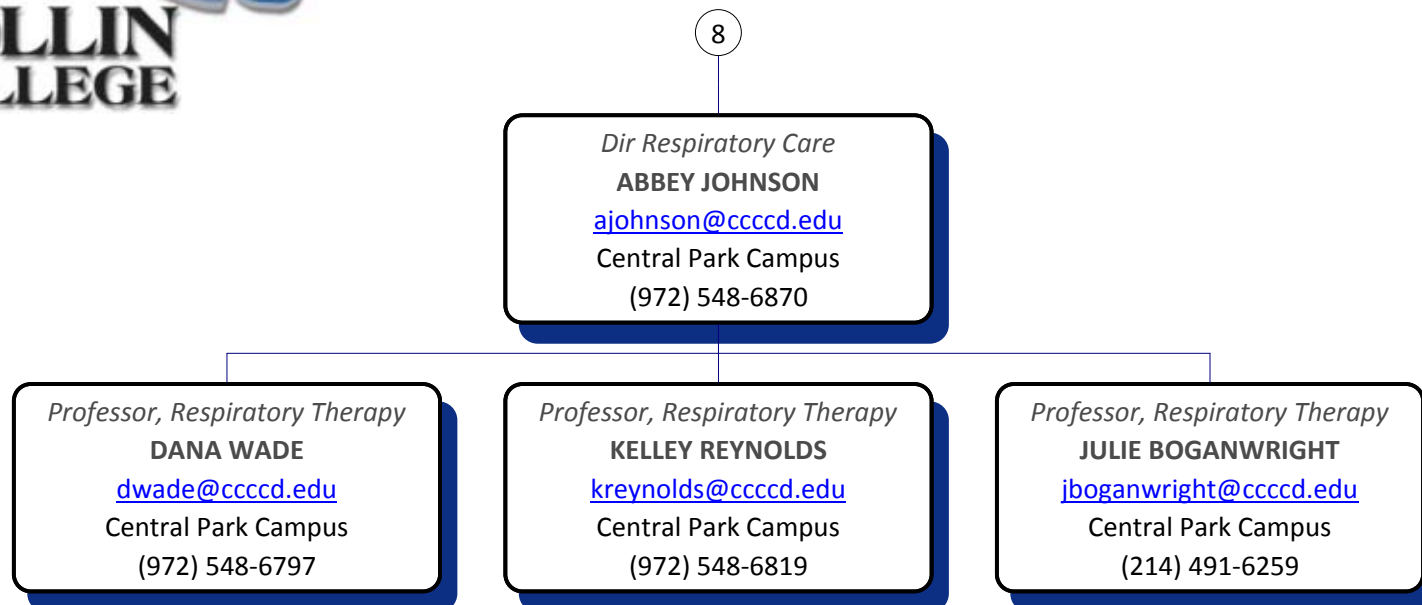 OLLIN
LLEGE
8
Dir Respiratory Care
ABBEY JOHNSON
ajohnson@ccccd.edu
Central Park Campus
(972) 548-6870
Professor, Respiratory Therapy
DANA WADE
dwade@ccccd.edu
Central Park Campus
(972) 548-6797
Professor, Respiratory Therapy
KELLEY REYNOLDS
kreynolds@ccccd.edu
Central Park Campus
(972) 548-6819
Professor, Respiratory Therapy
JULIE BOGANWRIGHT
jboganwright@ccccd.edu
Central Park Campus
(214) 491-6259